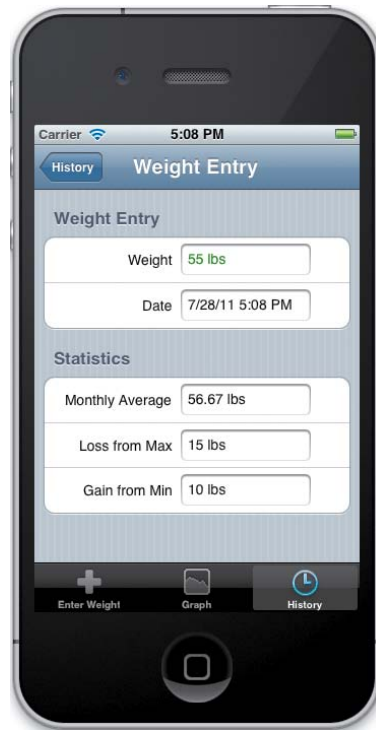 Carrier 5:08 PM
History Weight Entry
Weight Entry
Weight 55 lbs
Date 7/28/11 5:08 PM
Statistics
Monthly Average 56.67 lbs
Loss from Max 15 lbs
Gain from Min 10 lbs
Enter Weight Graph History